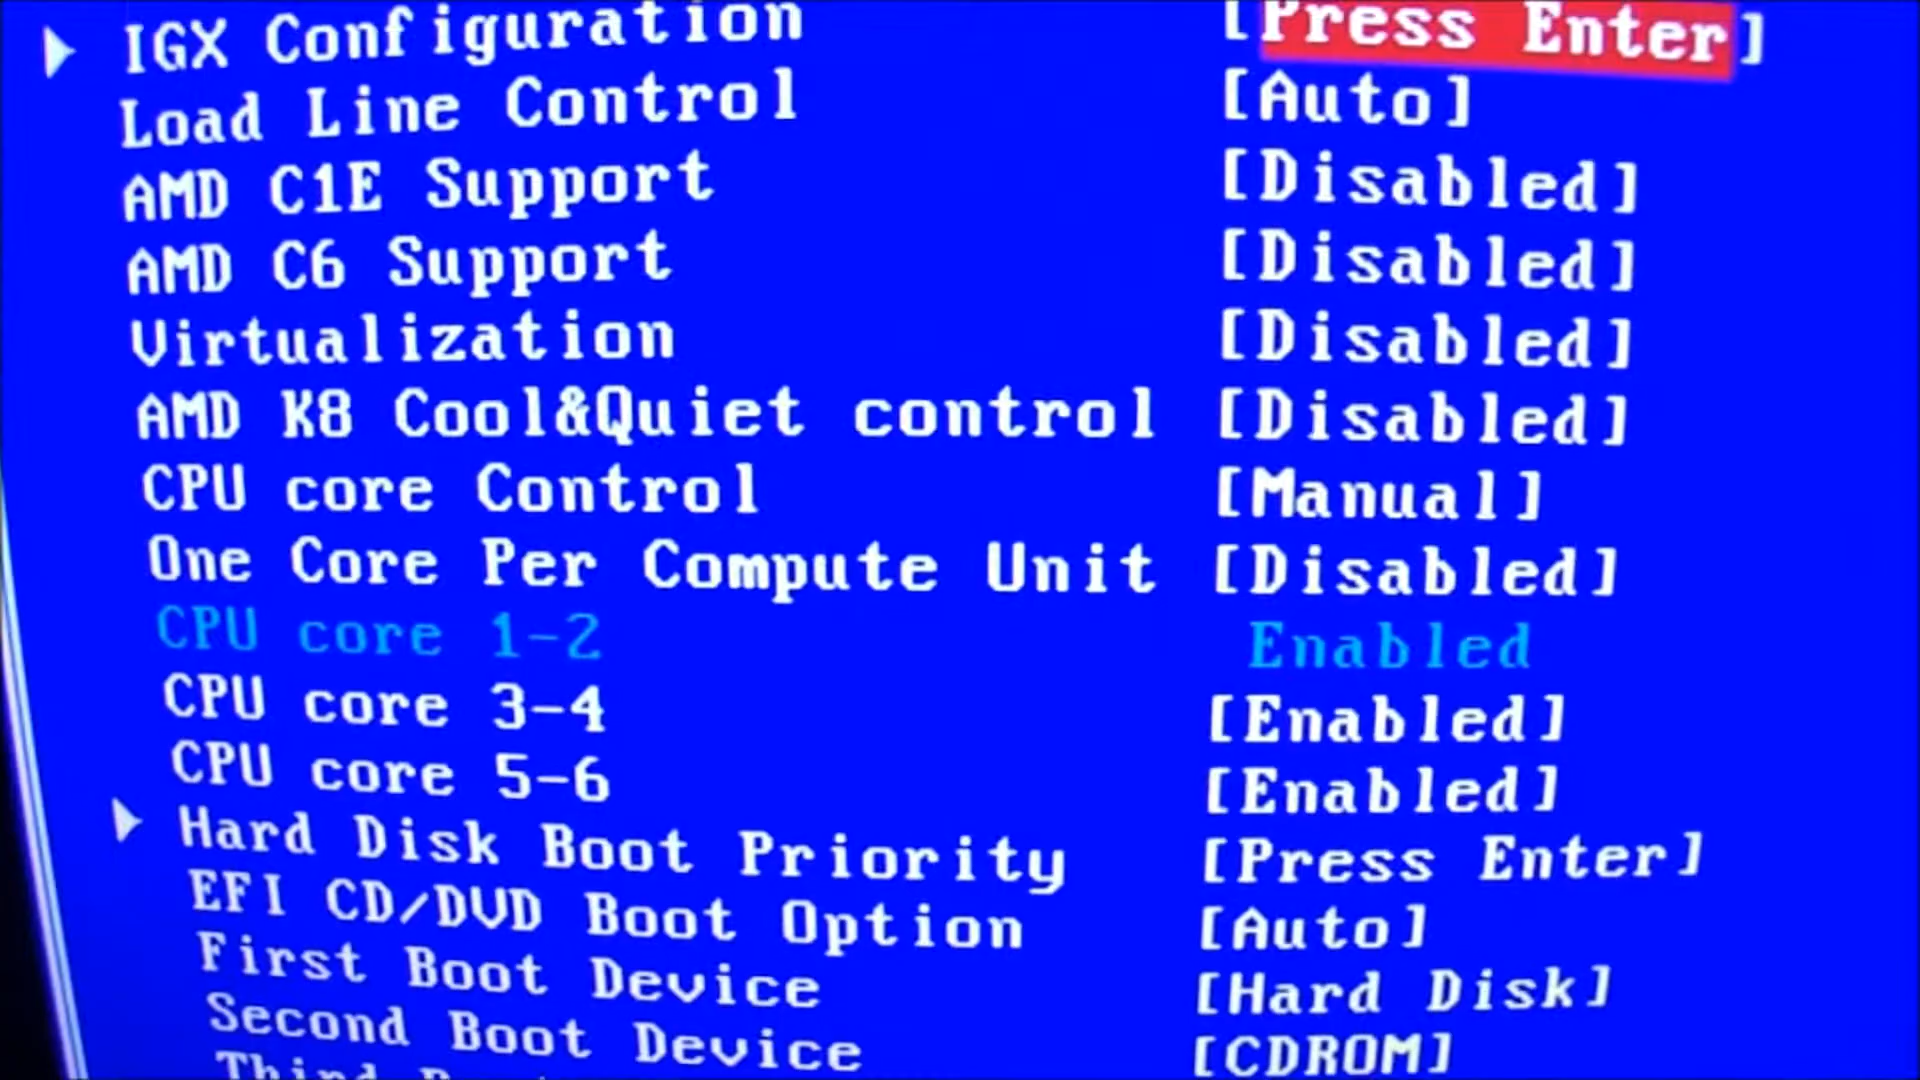 IGX Configuration [Press Enter]
Load Line Control [Auto]
AMD C1E Support [Disabled]
AMD C6 Support [Disabled]
Virtualization [Disabled]
AMD K8 Cool&Quiet control [Disabled]
CPU core Control [Manual]
One Core Per Compute Unit [Disabled]
CPU core 1-2 Enabled
CPU core 3-4 [Enabled]
CPU core 5-6 [Enabled]
Hard Disk Boot Priority [Press Enter]
EFI CD/DVD Boot Option [Auto]
First Boot Device [Hard Disk]
Second Boot Device [CDROM]
Third